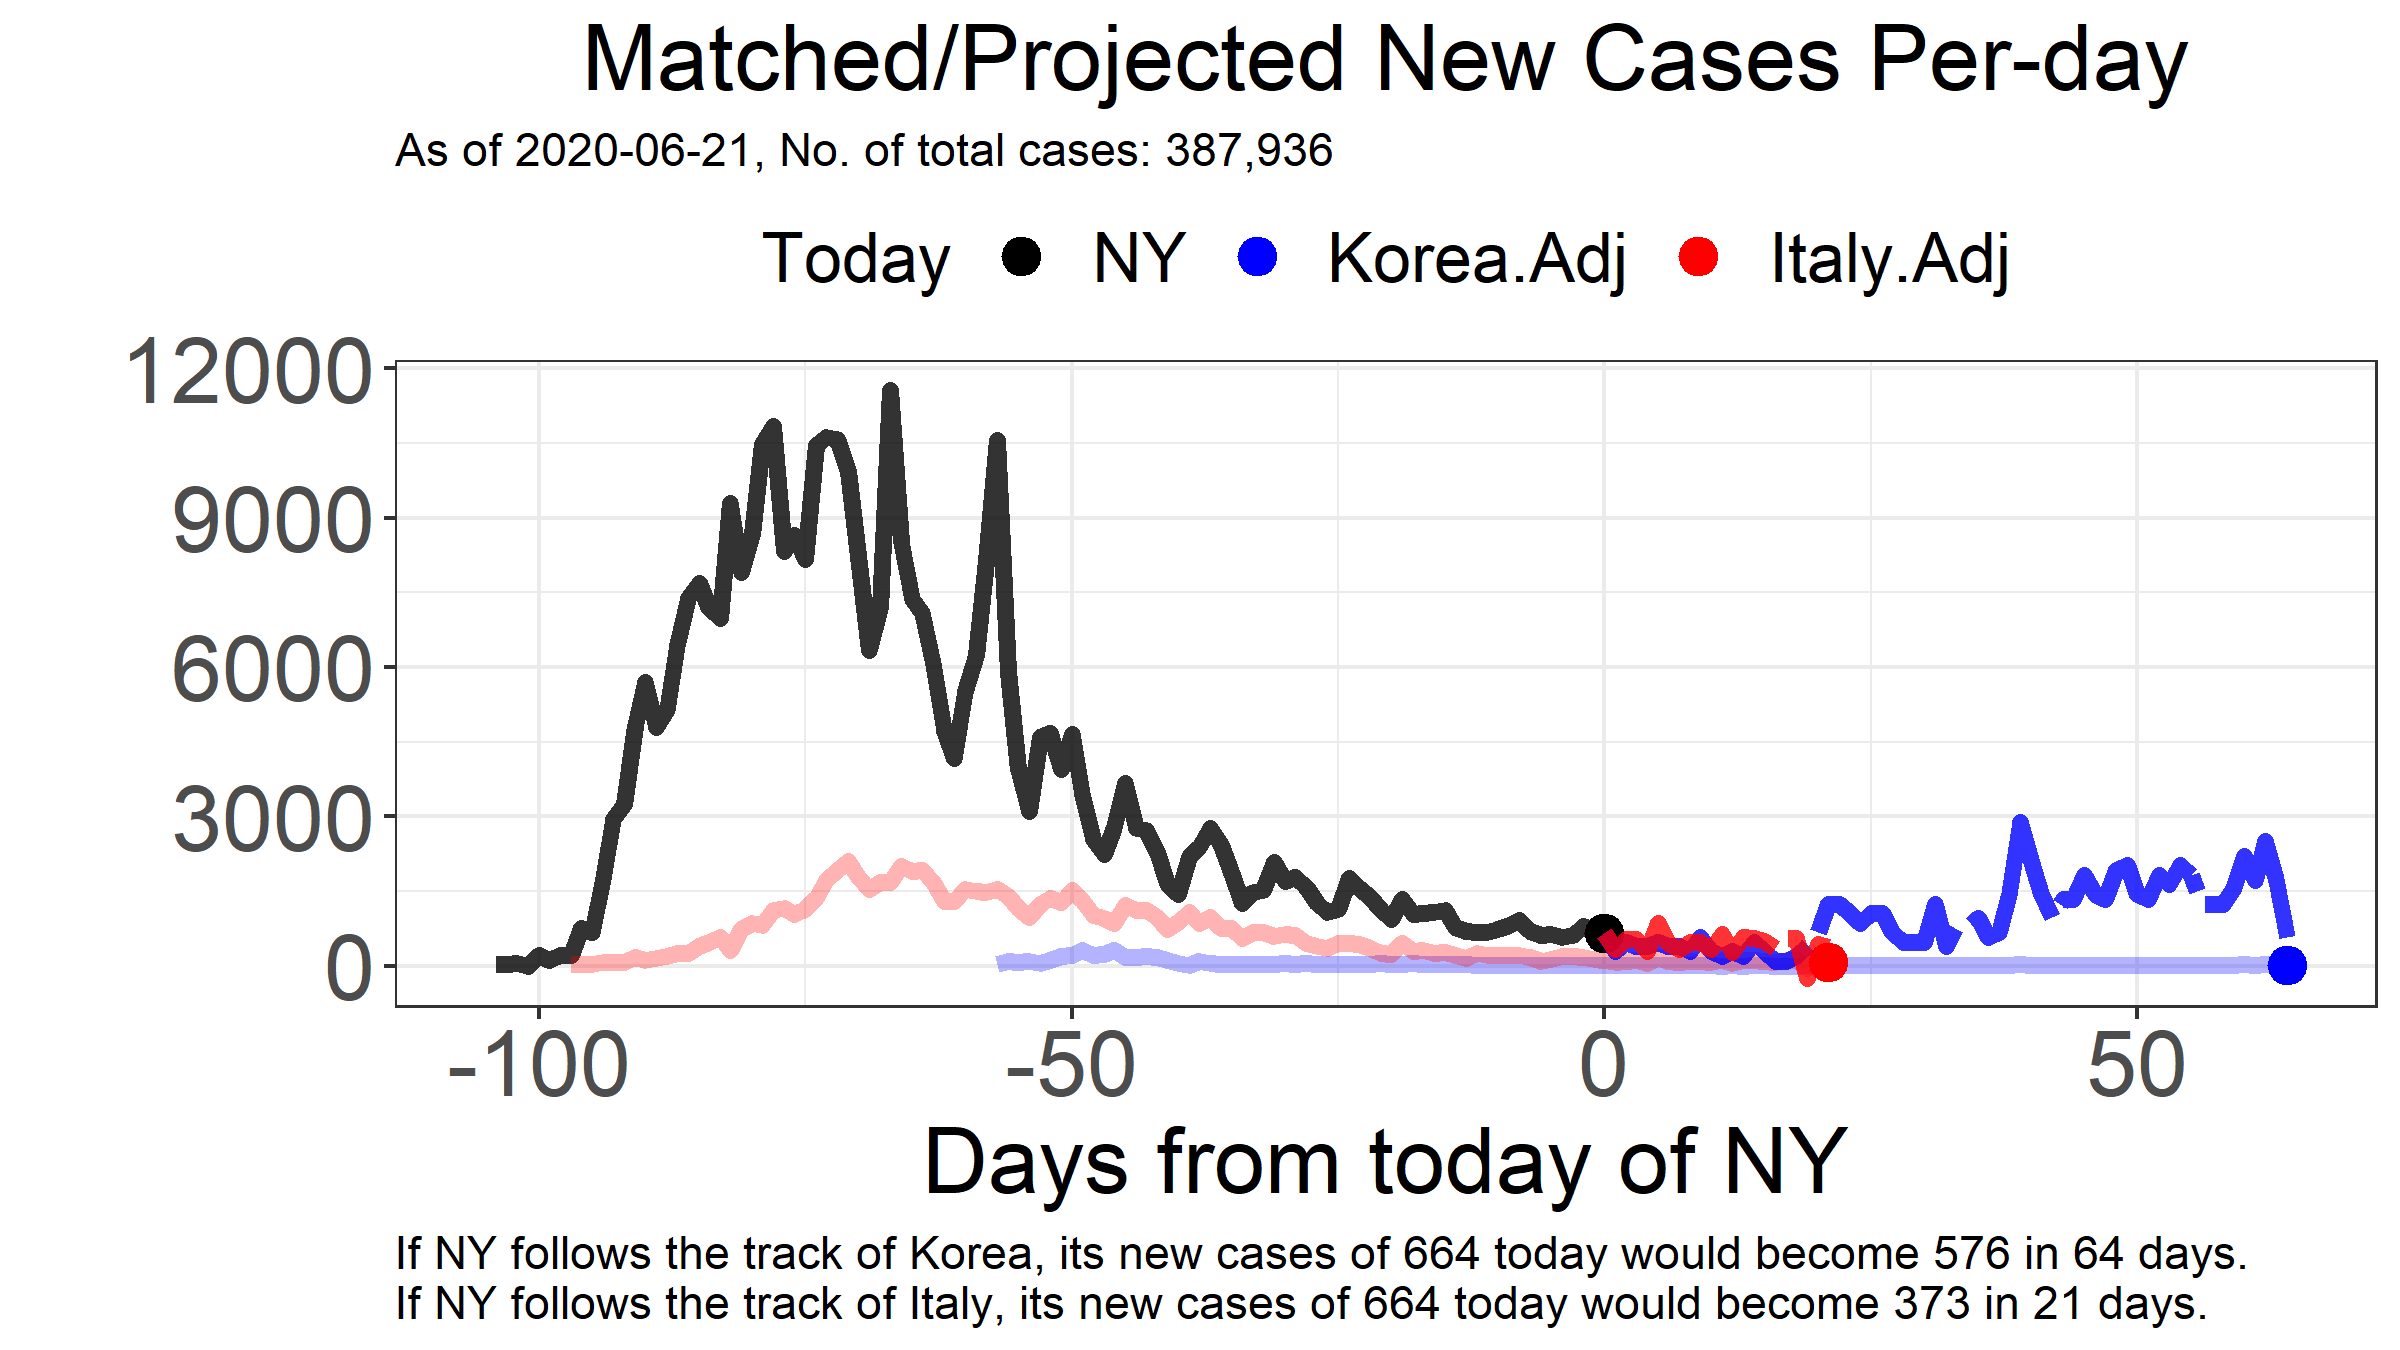 Matched/Projected New Cases Per-day
As of 2020-06-21, No. of total cases: 387,936
Today NY Korea.Adj Italy.Adj
12000
9000
6000
3000
0
-100 -50 0 50
Days from today of NY
If NY follows the track of Korea, its new cases of 664 today would become 576 in 64 days.
If NY follows the track of Italy, its new cases of 664 today would become 373 in 21 days.